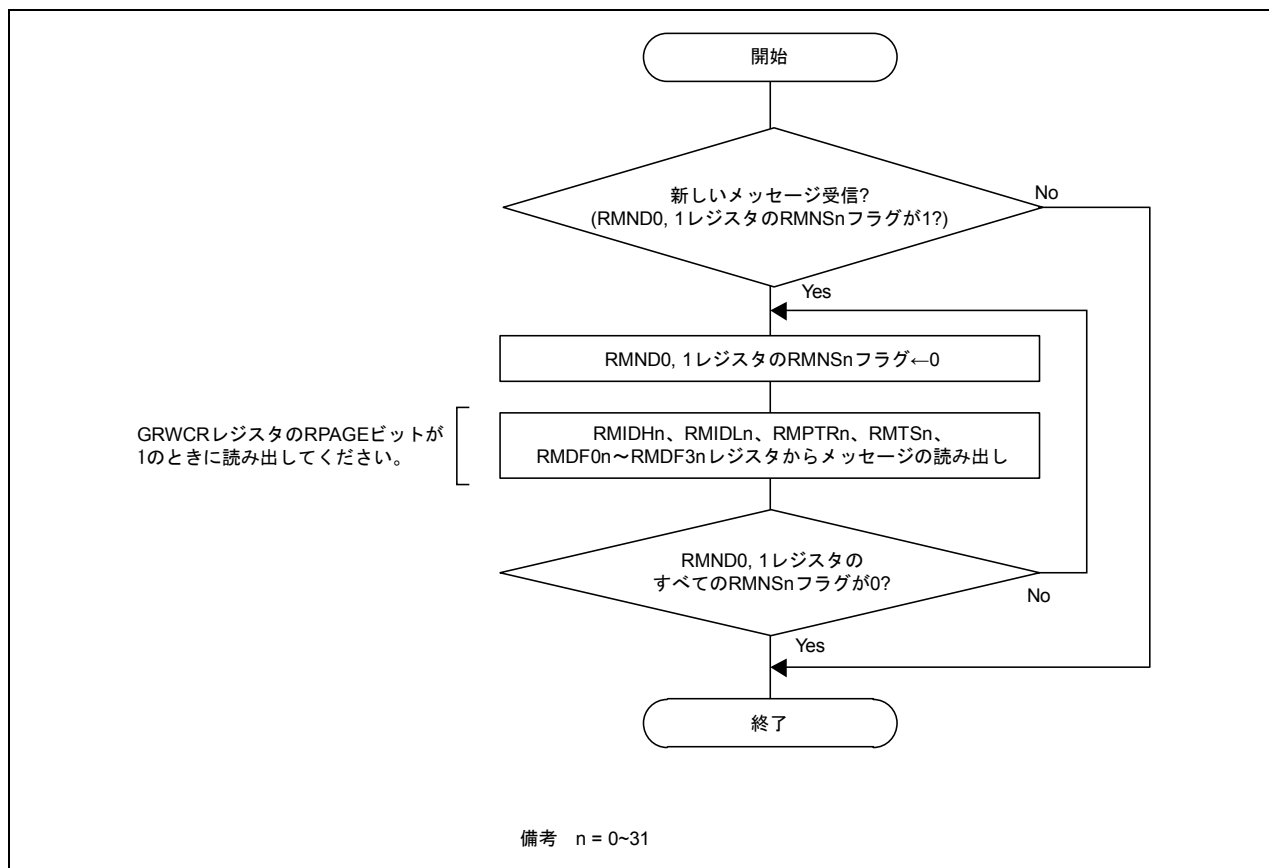 開始
新しいメッセージ受信?
(RMND0, 1レジスタのRMNSnフラグが1?)
No
Yes
RMND0, 1レジスタのRMNSnフラグ←0
GRWCRレジスタのRPAGEビットが
1のときに読み出してください。
RMIDHn、RMIDLn、RMPTRn、RMTSn、
RMDF0n～RMDF3nレジスタからメッセージの読み出し
RMND0, 1レジスタの
すべてのRMNSnフラグが0?
No
Yes
終了
備考 n = 0~31